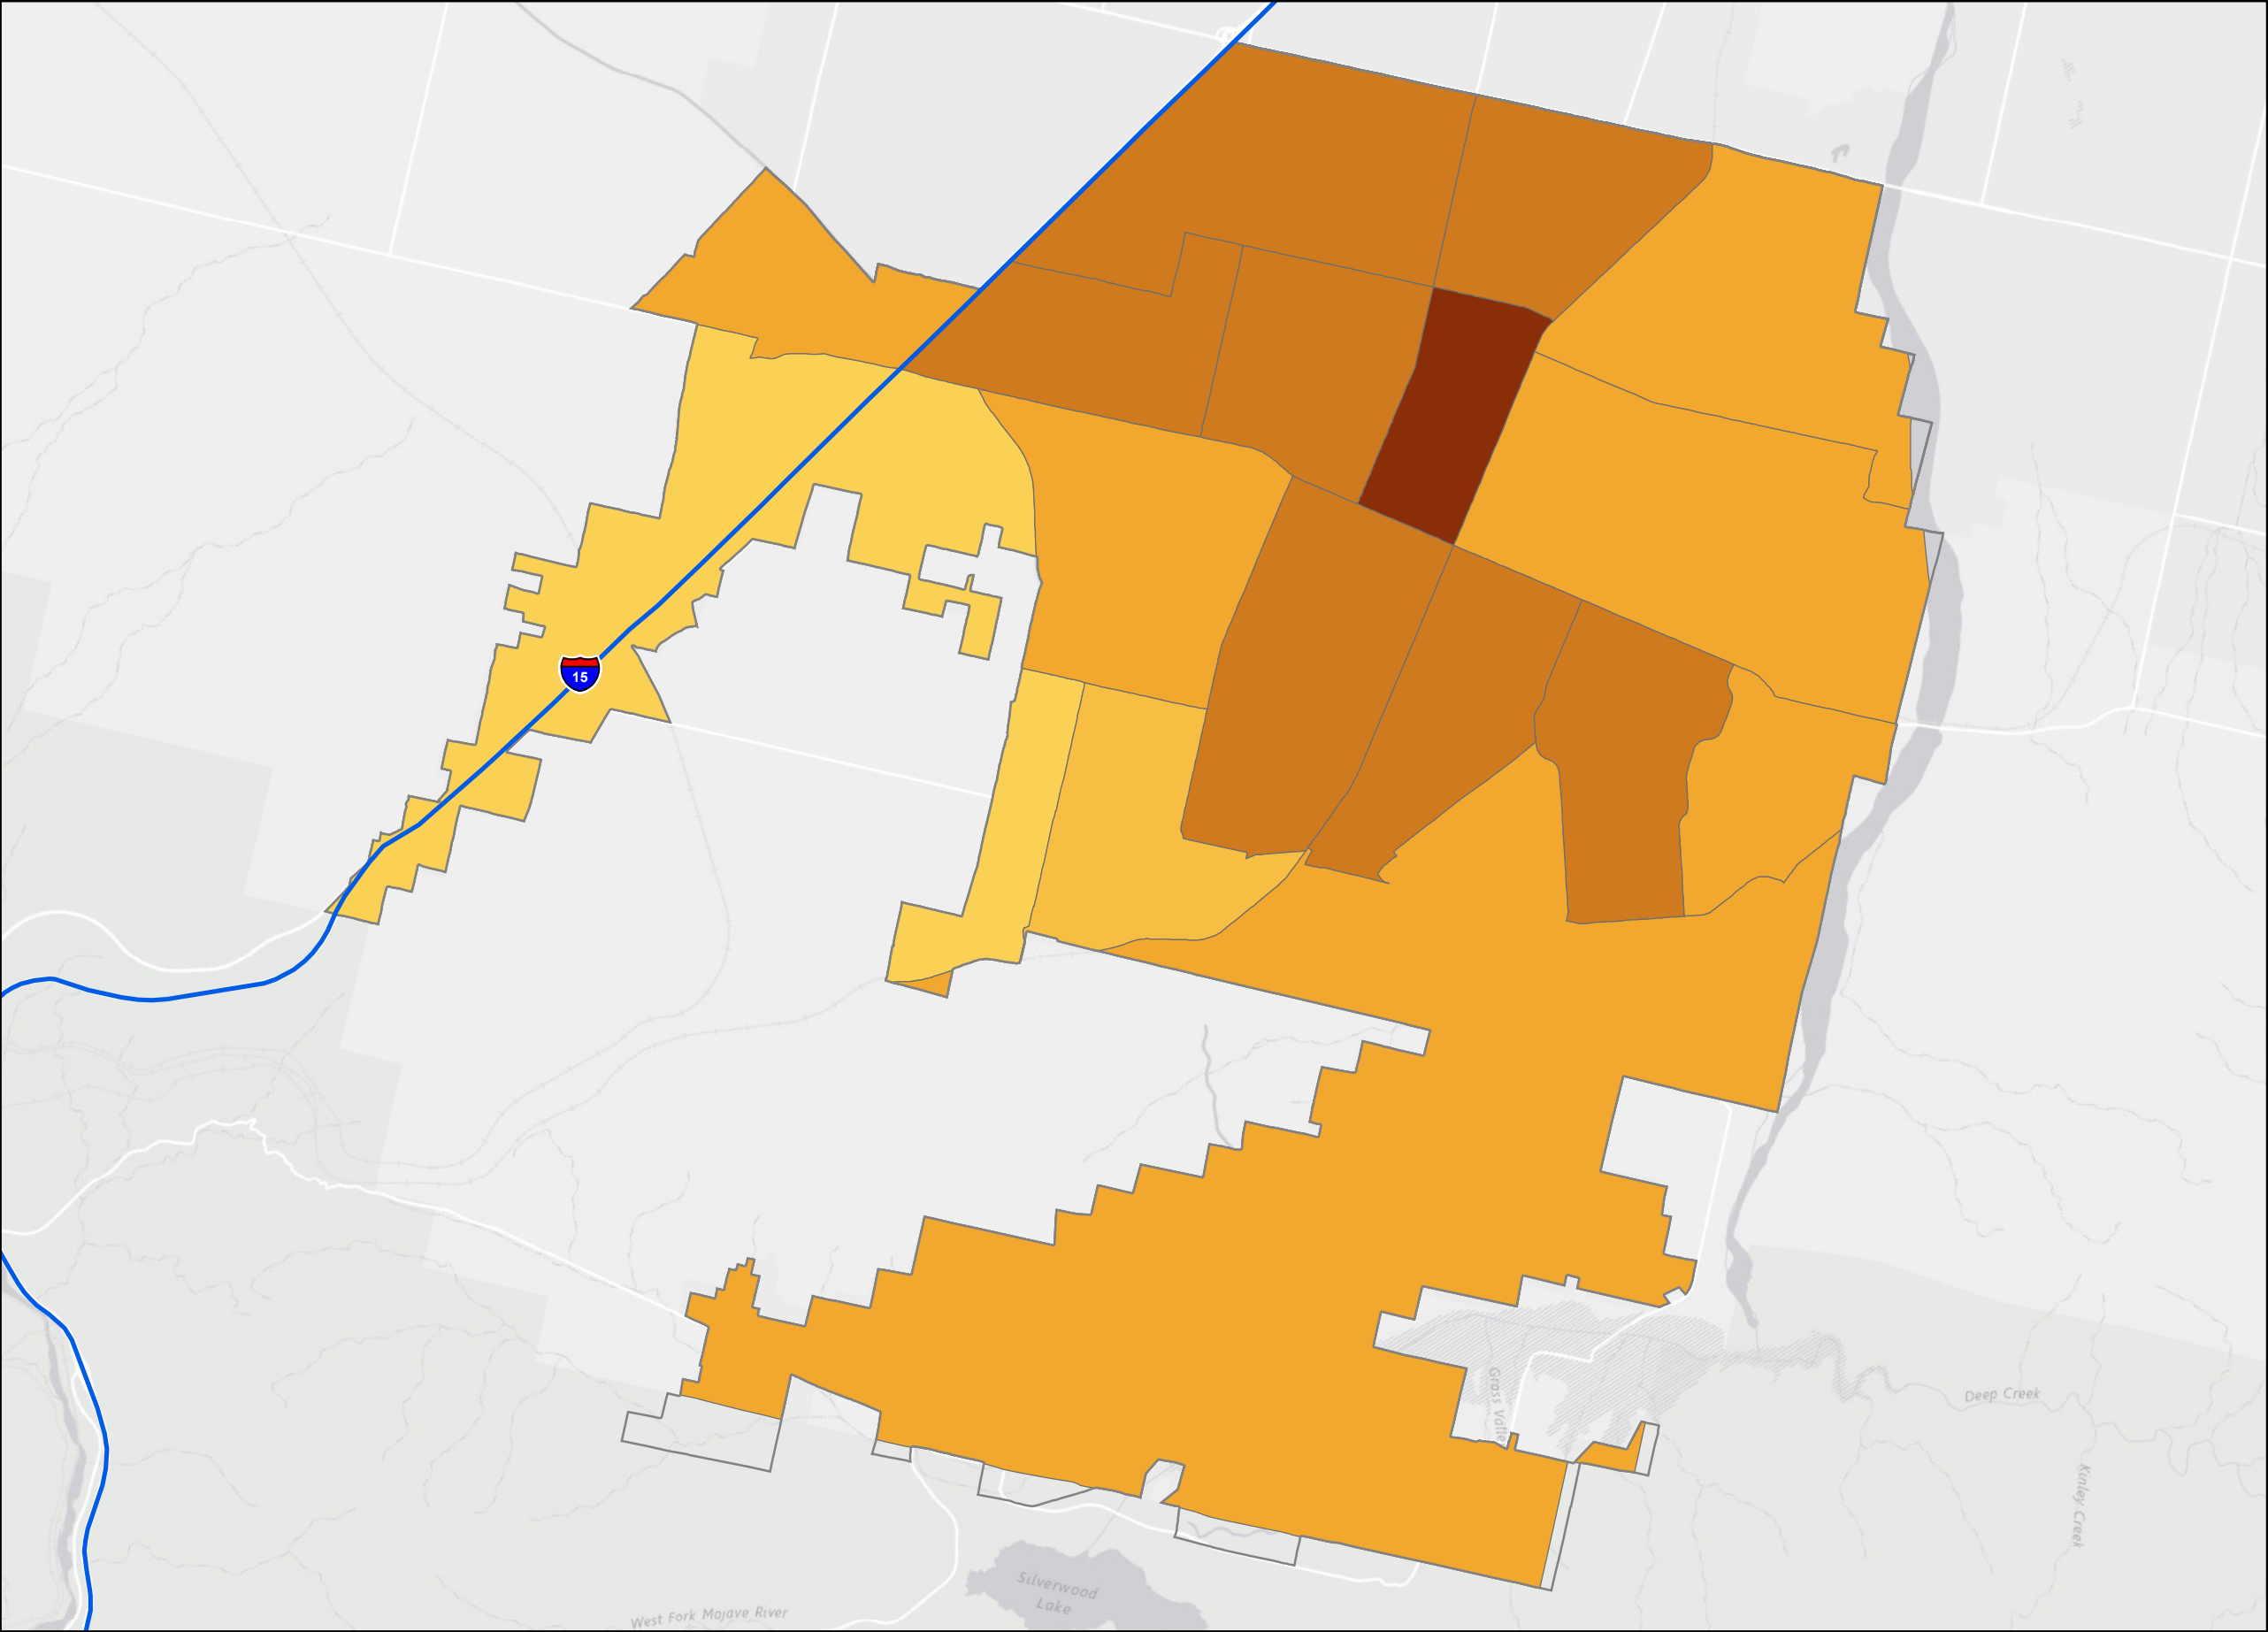 15
Grass Valle
Deep Creek
Kinley Creek
Silverwood
Lake
West Fork Mojave River